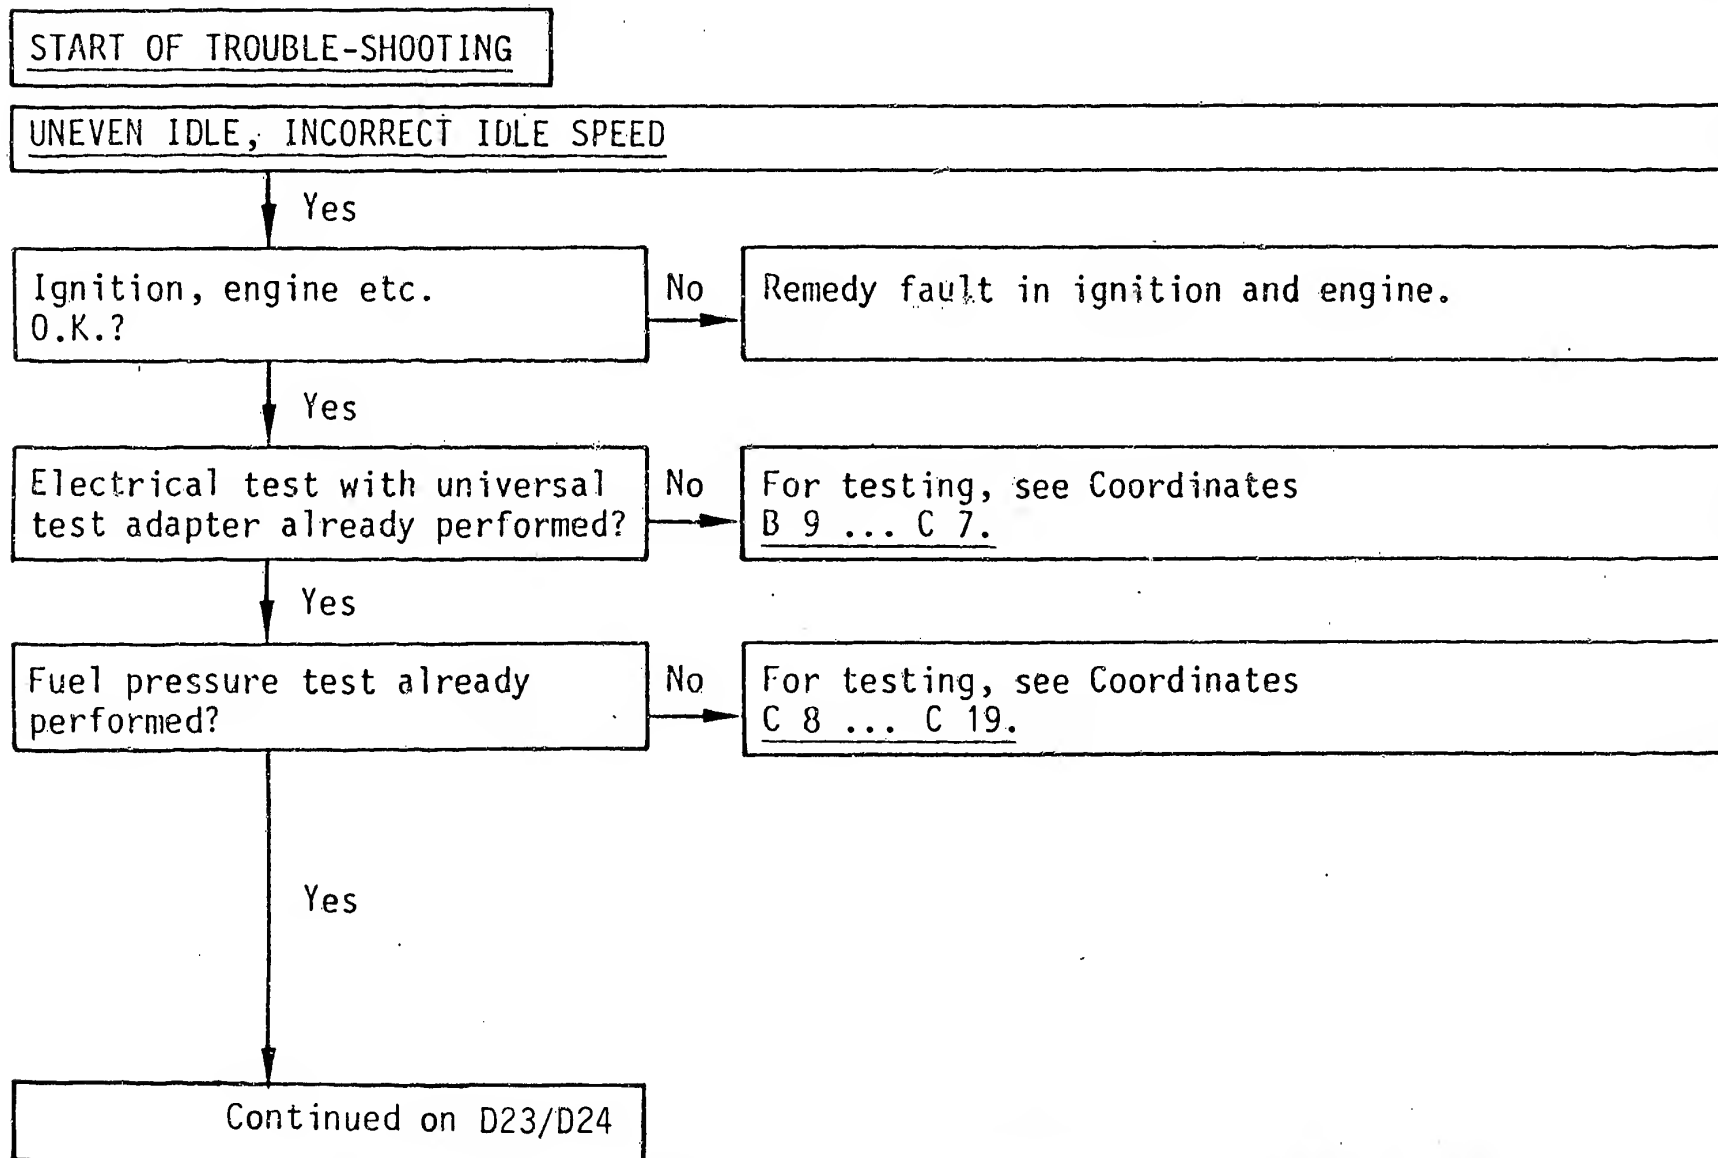 START OF TROUBLE-SHOOTING
UNEVEN IDLE, INCORRECT IDLE SPEED
Yes
Ignition, engine etc.
O.K.?
No
Remedy fault in ignition and engine.
Yes
Electrical test with universal
test adapter already performed?
No
For testing, see Coordinates
B 9 ... C 7.
Yes
Fuel pressure test already
performed?
No
For testing, see Coordinates
C 8 ... C 19.
Yes
Continued on D23/D24